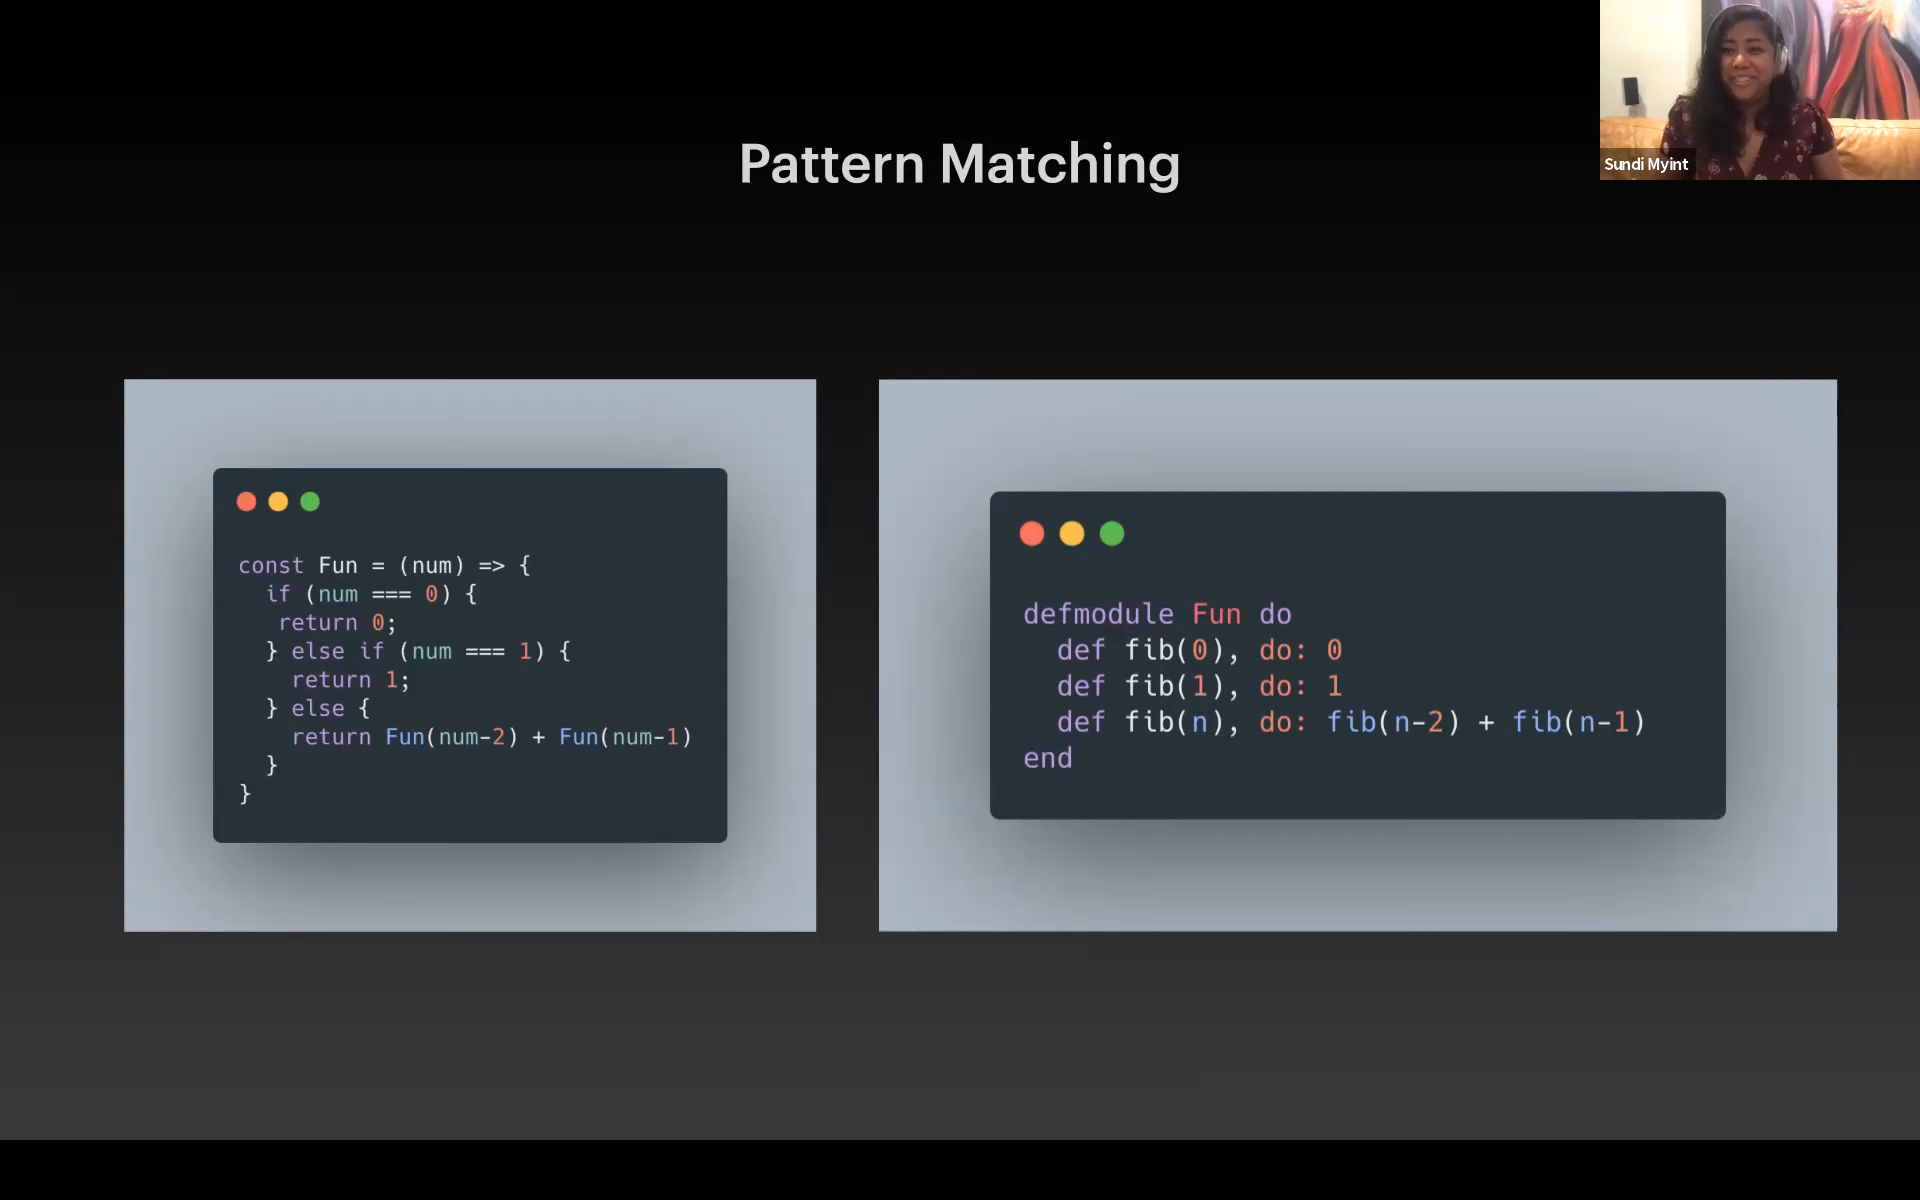 Pattern Matching
Sundi Myint
const Fun = (num) => {
  if (num === 0) {
   return 0;
  } else if (num === 1) {
    return 1;
  } else {
    return Fun(num-2) + Fun(num-1)
  }
}
defmodule Fun do
  def fib(0), do: 0
  def fib(1), do: 1
  def fib(n), do: fib(n-2) + fib(n-1)
end